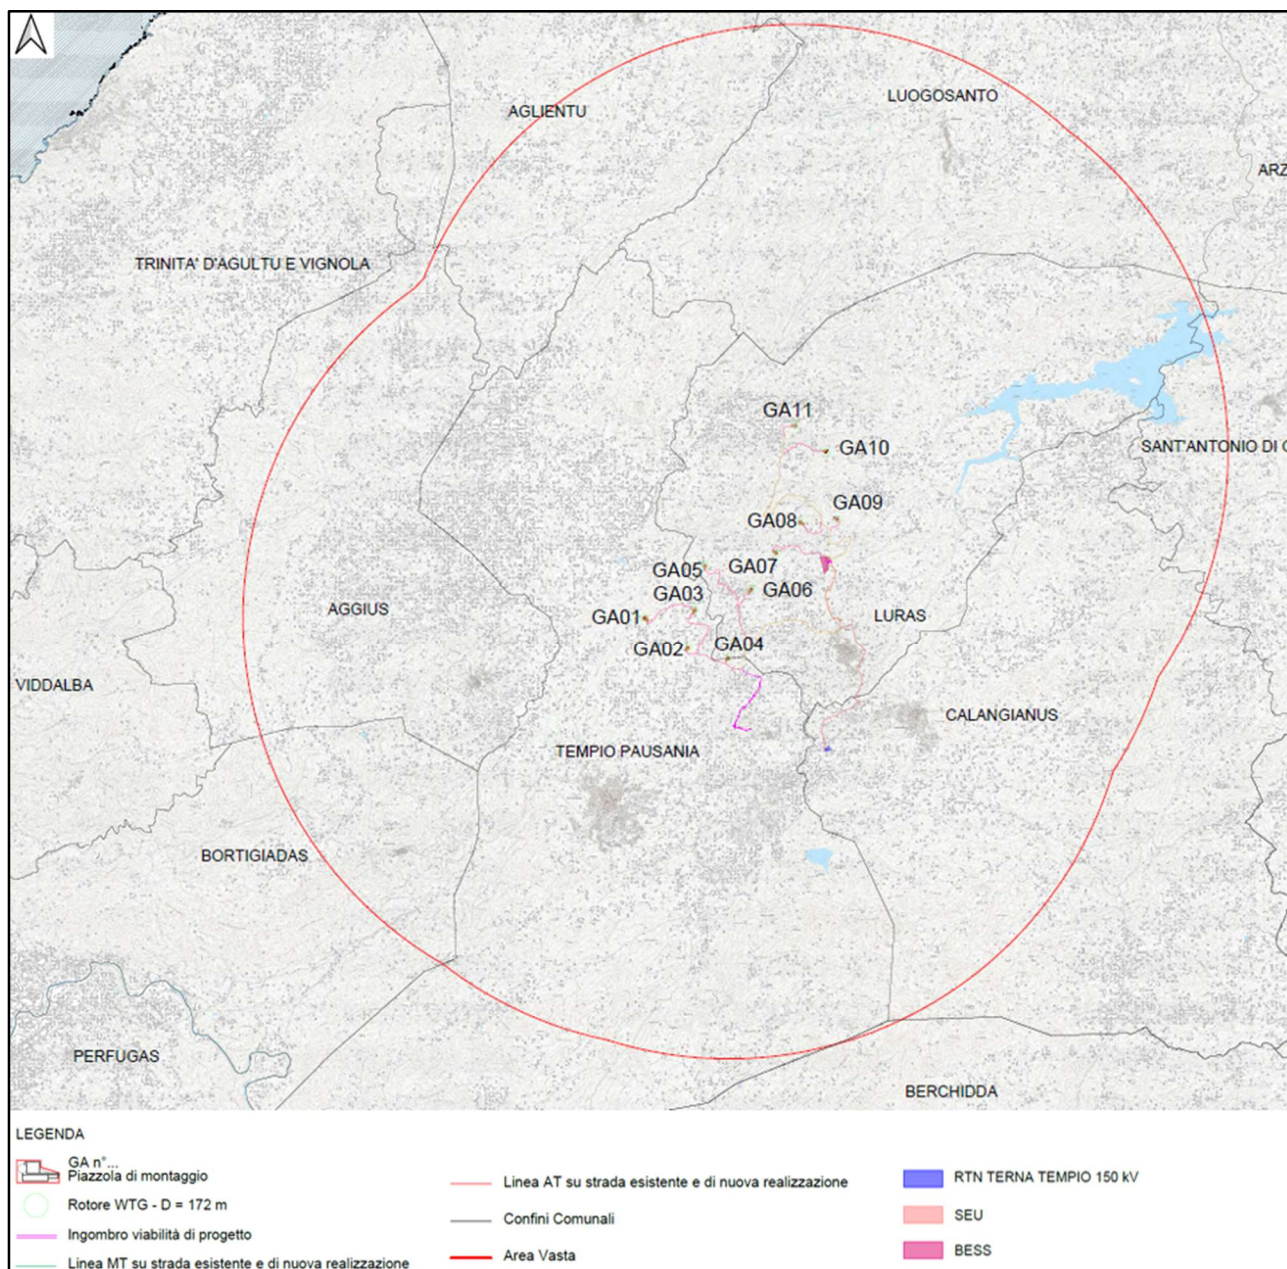 AGLIENTU
LUOGOSANTO
ARZ
TRINITA' D'AGULTU E VIGNOLA
GA11
GA10
SANT'ANTONIO DI G
GA09
GA08
GA07
GA05
GA06
GA03
AGGIUS
GA01
LURAS
GA02
GA04
VIDDALBA
CALANGIANUS
TEMPIO PAUSANIA
BORTIGIADAS
PERFUGAS
BERCHIDDA
LEGENDA
GA n°...
Piazzola di montaggio
Rotore WTG - D = 172 m
Ingombro viabilità di progetto
Linea MT su strada esistente e di nuova realizzazione
Linea AT su strada esistente e di nuova realizzazione
Confini Comunali
Area Vasta
RTN TERNA TEMPIO 150 kV
SEU
BESS